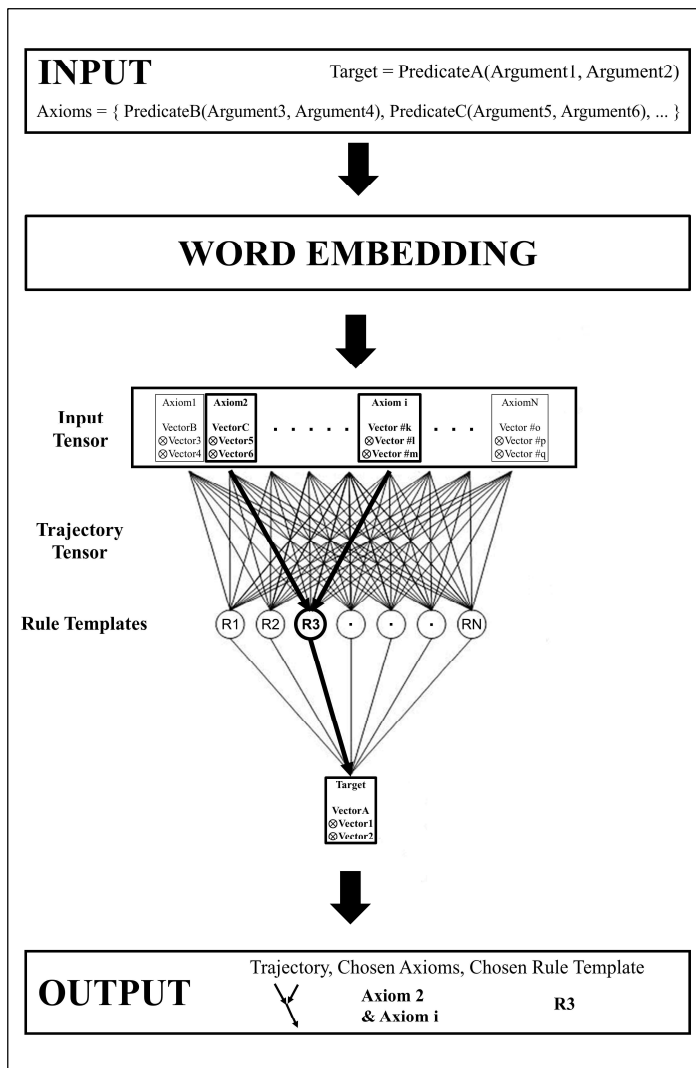 INPUT
Target = PredicateA(Argument1, Argument2)
Axioms = { PredicateB(Argument3, Argument4), PredicateC(Argument5, Argument6), ... }
WORD EMBEDDING
Input
Tensor
Axiom1
VectorB
⊗Vector3
⊗Vector4
Axiom2
VectorC
⊗Vector5
⊗Vector6
. . . . .
Axiom i
Vector #k
⊗Vector #l
⊗Vector #m
. . .
AxiomN
Vector #o
⊗Vector #p
⊗Vector #q
Trajectory
Tensor
Rule Templates
R1 R2 R3 . . . RN
Target
VectorA
⊗Vector1
⊗Vector2
OUTPUT
Trajectory, Chosen Axioms, Chosen Rule Template
Axiom 2
& Axiom i
R3